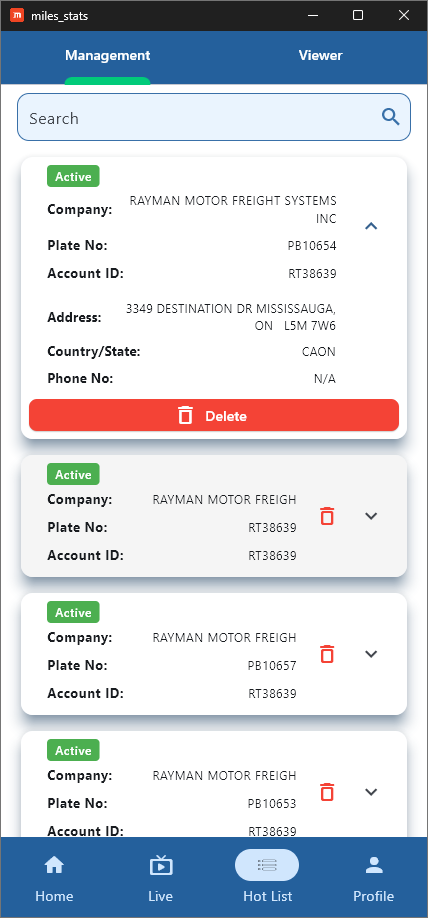 miles_stats
Management Viewer
Search
Active
Company: RAYMAN MOTOR FREIGHT SYSTEMS
INC
Plate No: PB10654
Account ID: RT38639
Address: 3349 DESTINATION DR MISSISSAUGA,
ON L5M 7W6
Country/State: CAON
Phone No: N/A
Delete
Active
Company: RAYMAN MOTOR FREIGH
Plate No: RT38639
Account ID: RT38639
Active
Company: RAYMAN MOTOR FREIGH
Plate No: PB10657
Account ID: RT38639
Active
Company: RAYMAN MOTOR FREIGH
Plate No: PB10653
Account ID: RT38639
Home Live Hot List Profile